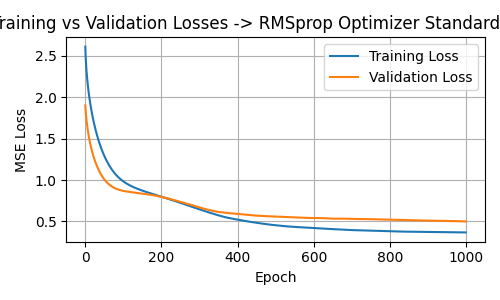 raining vs Validation Losses -> RMSprop Optimizer Standard
2.5
2.0
1.5
1.0
0.5
MSE Loss
Training Loss
Validation Loss
0 200 400 600 800 1000
Epoch